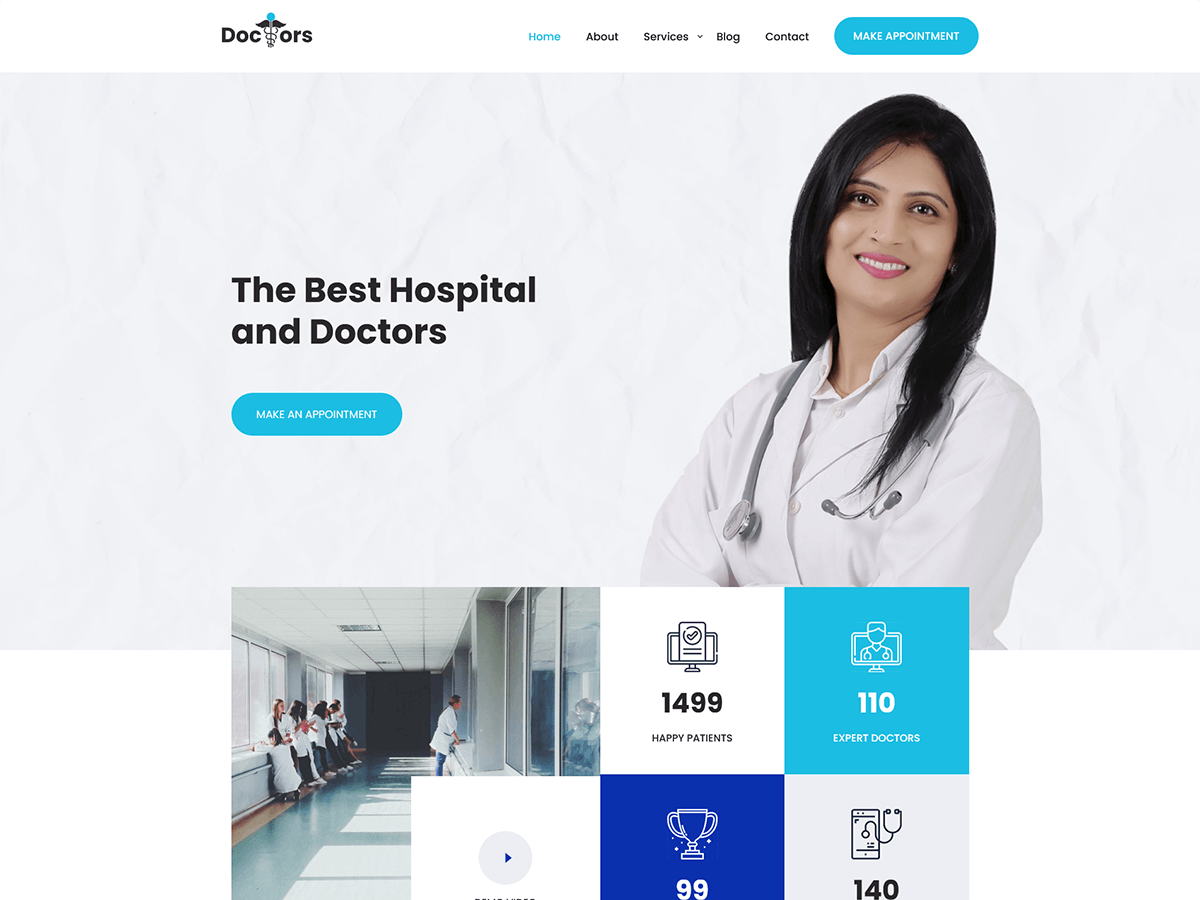 Doctors
Home About Services Blog Contact MAKE APPOINTMENT
The Best Hospital
and Doctors
MAKE AN APPOINTMENT
1499
HAPPY PATIENTS
110
EXPERT DOCTORS
99
140